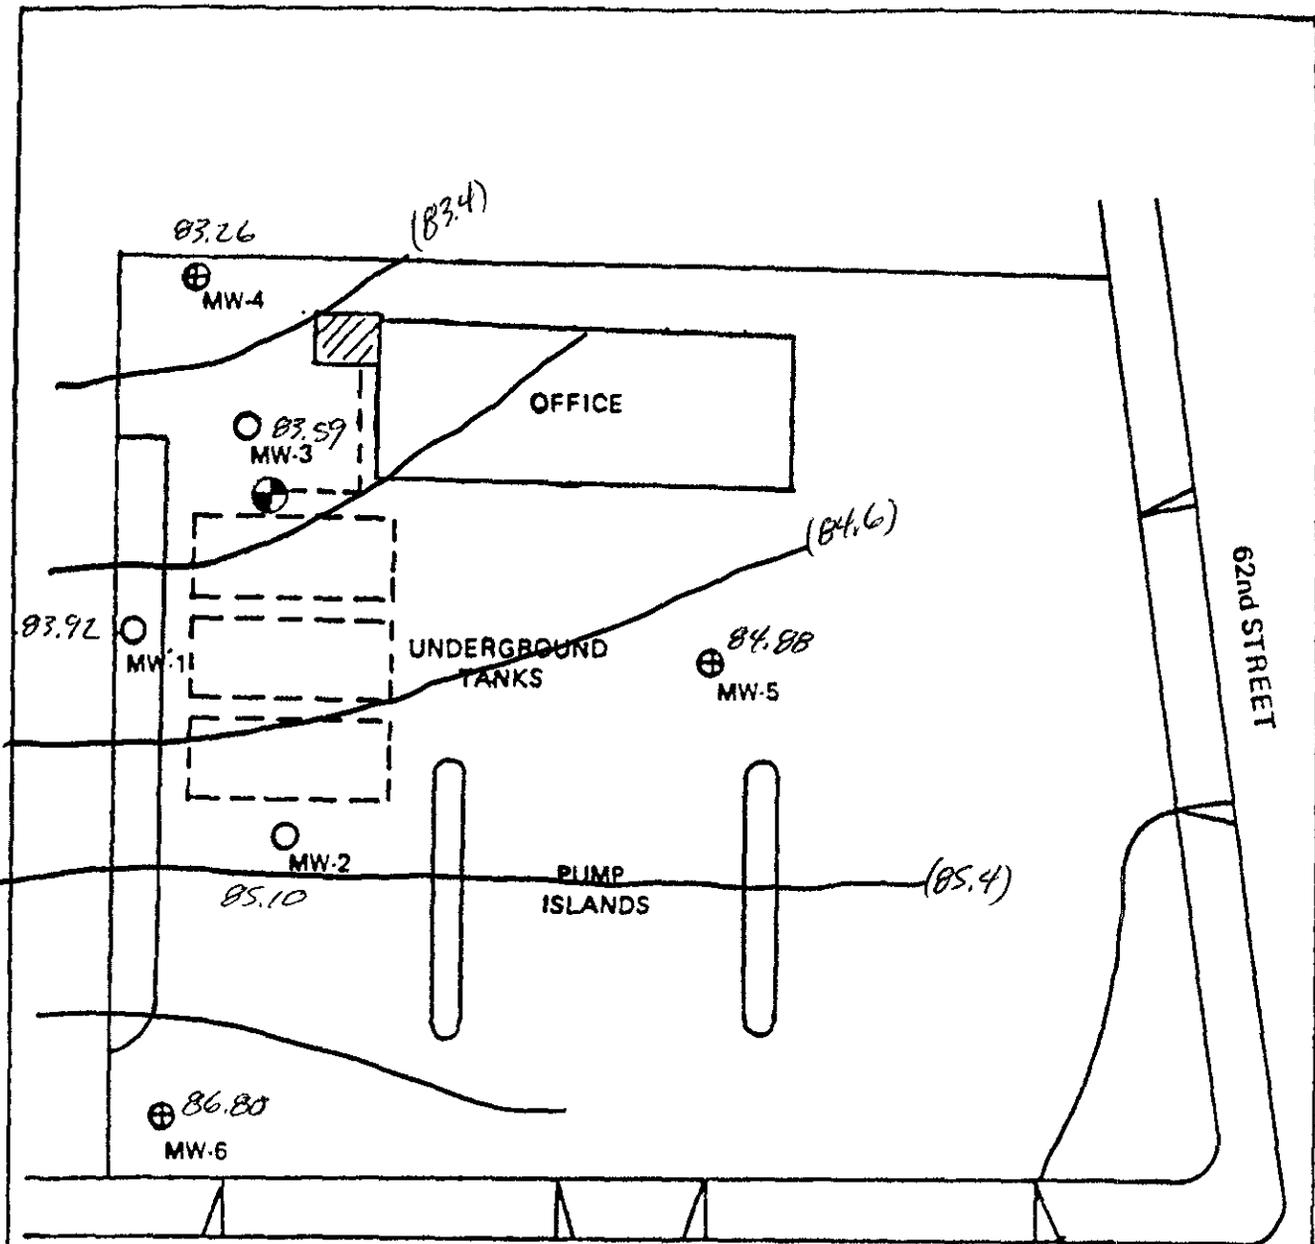 (83.4)
83.26
MW-4
OFFICE
83.59
MW-3
(84.6)
62nd STREET
83.92
MW-1
UNDERGROUND
TANKS
84.88
MW-5
MW-2
85.10
PUMP
ISLANDS
(85.4)
86.80
MW-6